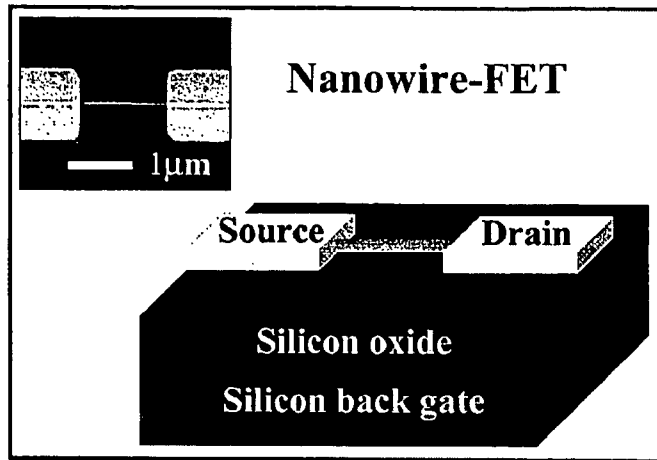 Nanowire-FET
1μm
Source
Drain
Silicon oxide
Silicon back gate